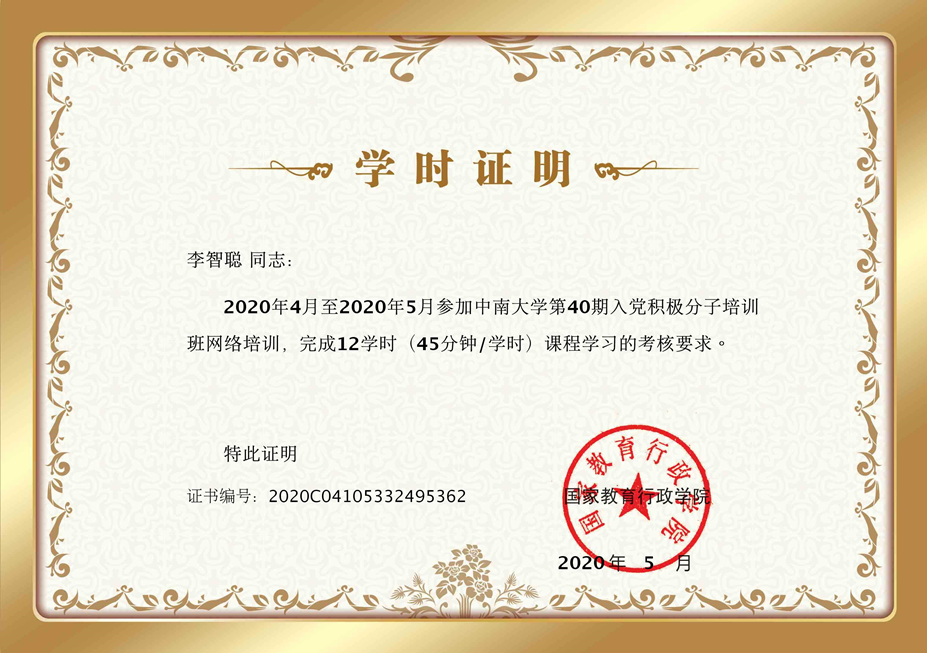 学时证明
李智聪 同志：
2020年4月至2020年5月参加中南大学第40期入党积极分子培训
班网络培训，完成12学时（45分钟/学时）课程学习的考核要求。
特此证明
证书编号：2020C04105332495362
国家教育行政学院
国家教育行政学院
2020 年 5 月